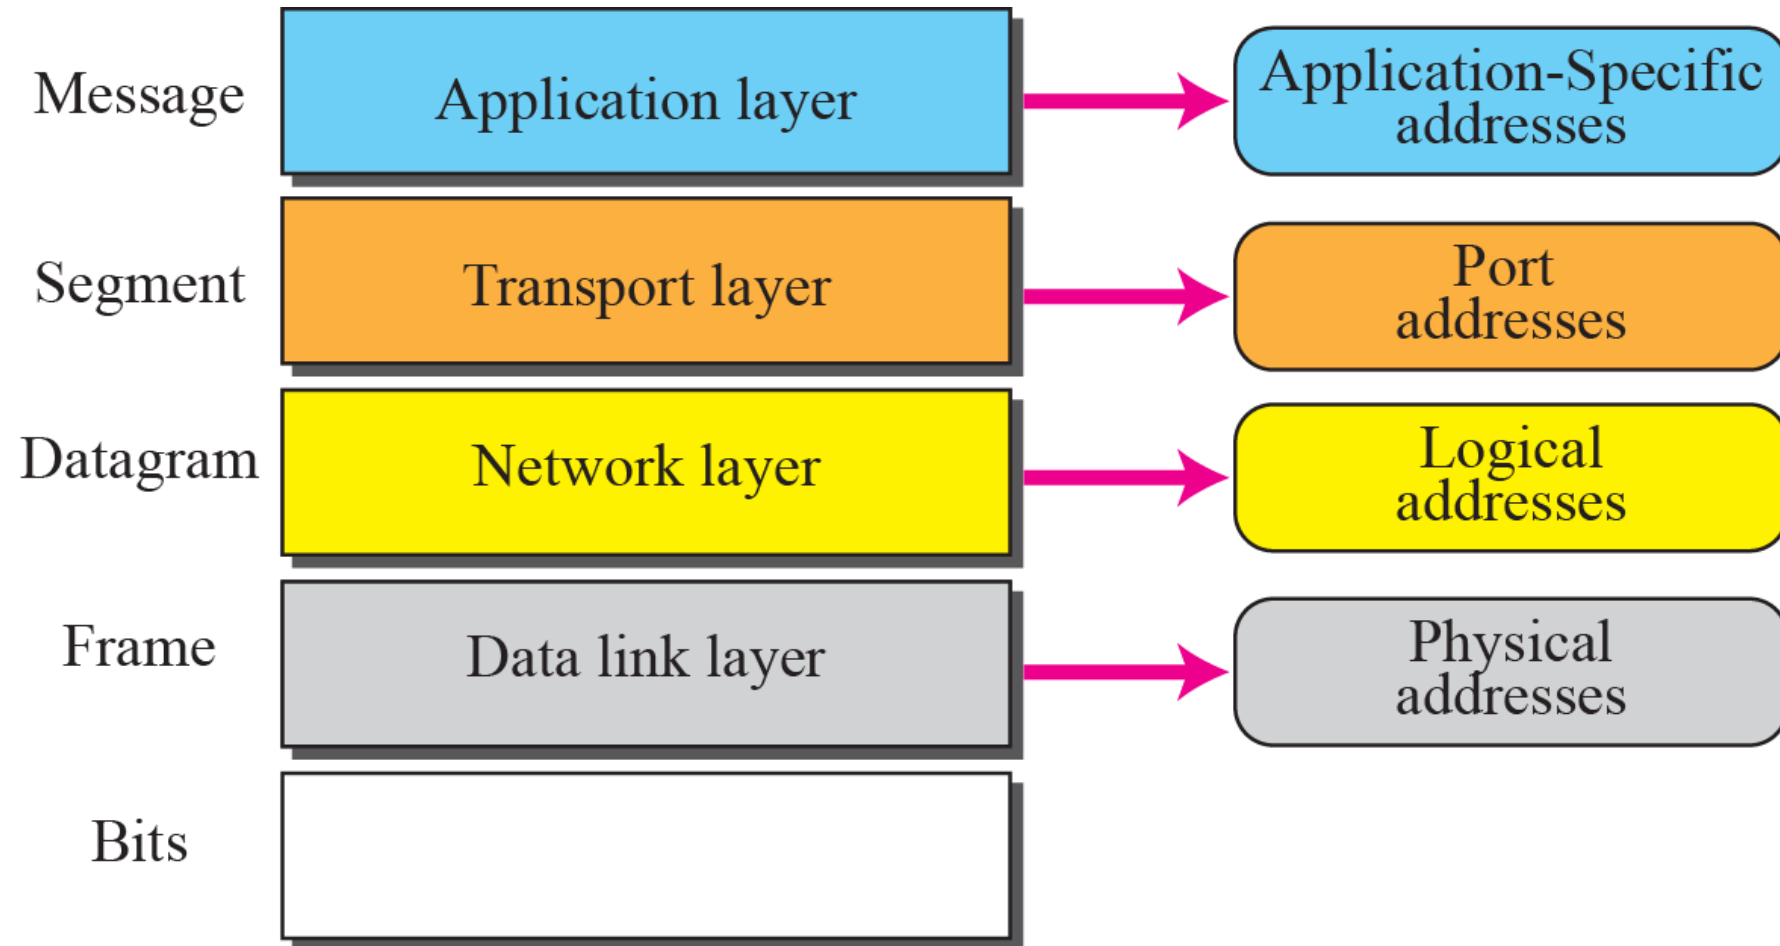 Message
Application layer
Application-Specific
addresses
Segment
Transport layer
Port
addresses
Datagram
Network layer
Logical
addresses
Frame
Data link layer
Physical
addresses
Bits